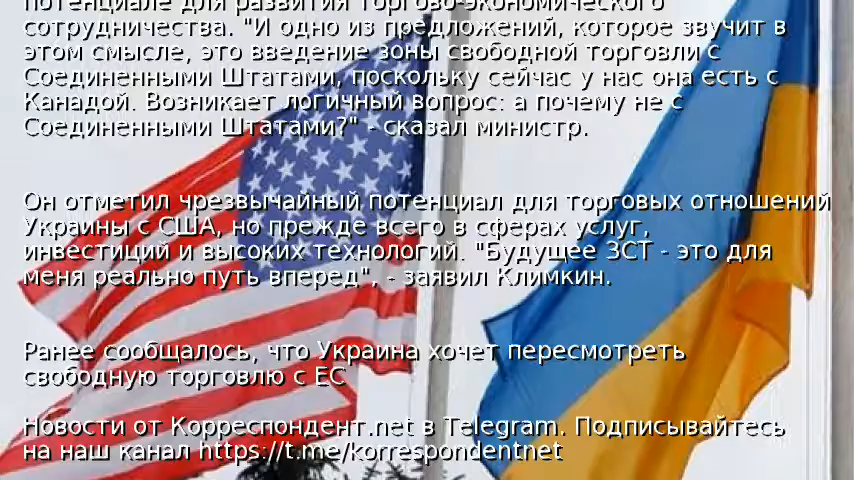 потенциале для развития торгово-экономического
сотрудничества. "И одно из предложений, которое звучит в
этом смысле, это введение зоны свободной торговли с
Соединенными Штатами, поскольку сейчас у нас она есть с
Канадой. Возникает логичный вопрос: а почему не с
Соединенными Штатами?" - сказал министр.
Он отметил чрезвычайный потенциал для торговых отношений
Украины с США, но прежде всего в сферах услуг,
инвестиций и высоких технологий. "Будущее ЗСТ - это для
меня реально путь вперед", - заявил Климкин.
Ранее сообщалось, что Украина хочет пересмотреть
свободную торговлю с ЕС
Новости от Корреспондент.net в Telegram. Подписывайтесь
на наш канал https://t.me/korrespondentnet